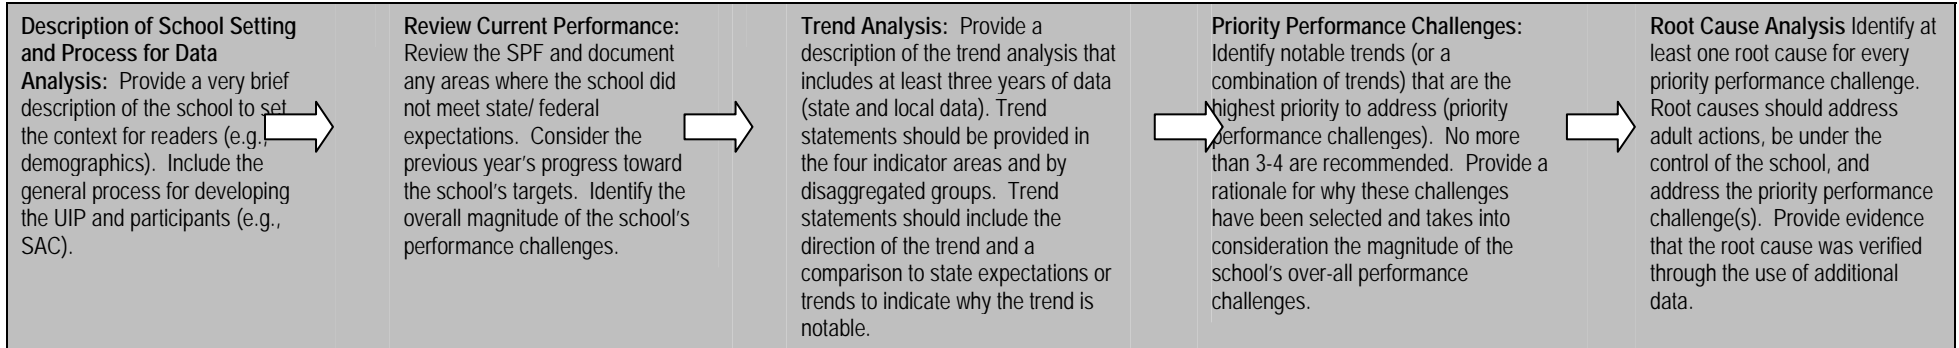 Description of School Setting
and Process for Data
Analysis: Provide a very brief
description of the school to set
the context for readers (e.g.,
demographics). Include the
general process for developing
the UIP and participants (e.g.,
SAC).
Review Current Performance:
Review the SPF and document
any areas where the school did
not meet state/ federal
expectations. Consider the
previous year's progress toward
the school's targets. Identify the
overall magnitude of the school's
performance challenges.
Trend Analysis: Provide a
description of the trend analysis that
includes at least three years of data
(state and local data). Trend
statements should be provided in
the four indicator areas and by
disaggregated groups. Trend
statements should include the
direction of the trend and a
comparison to state expectations or
trends to indicate why the trend is
notable.
Priority Performance Challenges:
Identify notable trends (or a
combination of trends) that are the
highest priority to address (priority
performance challenges). No more
than 3-4 are recommended. Provide a
rationale for why these challenges
have been selected and takes into
consideration the magnitude of the
school's over-all performance
challenges.
Root Cause Analysis Identify at
least one root cause for every
priority performance challenge.
Root causes should address
adult actions, be under the
control of the school, and
address the priority performance
challenge(s). Provide evidence
that the root cause was verified
through the use of additional
data.